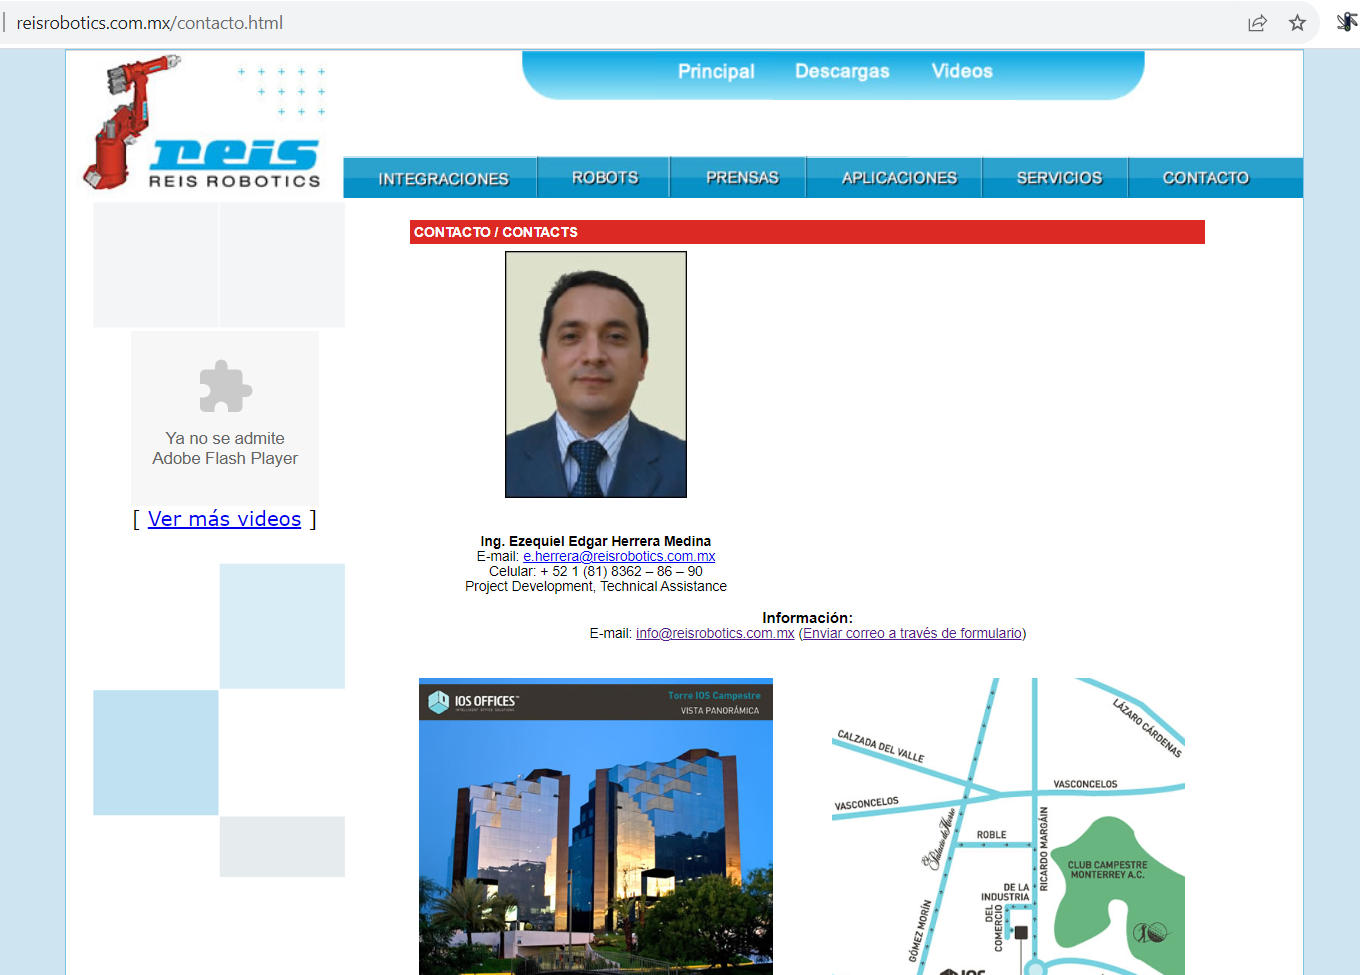 reisrobotics.com.mx/contacto.html
Principal Descargas Videos
reis
REIS ROBOTICS
INTEGRACIONES ROBOTS PRENSAS APLICACIONES SERVICIOS CONTACTO
CONTACTO / CONTACTS
Ya no se admite
Adobe Flash Player
[ Ver más videos ]
Ing. Ezequiel Edgar Herrera Medina
E-mail: e.herrera@reisrobotics.com.mx
Celular: + 52 1 (81) 8362 – 86 – 90
Project Development, Technical Assistance
Información:
E-mail: info@reisrobotics.com.mx (Enviar correo a través de formulario)
IOS OFFICES™
INTELLIGENT OFFICE SOLUTIONS
Torre IOS Campestre
VISTA PANORÁMICA
LÁZARO CÁRDENAS
CALZADA DEL VALLE
VASCONCELOS
VASCONCELOS
El Palacio de Hierro
ROBLE
RICARDO MARGÁIN
CLUB CAMPESTRE
MONTERREY A.C.
DE LA
INDUSTRIA
DEL
COMERCIO
GÓMEZ MORÍN
IOS